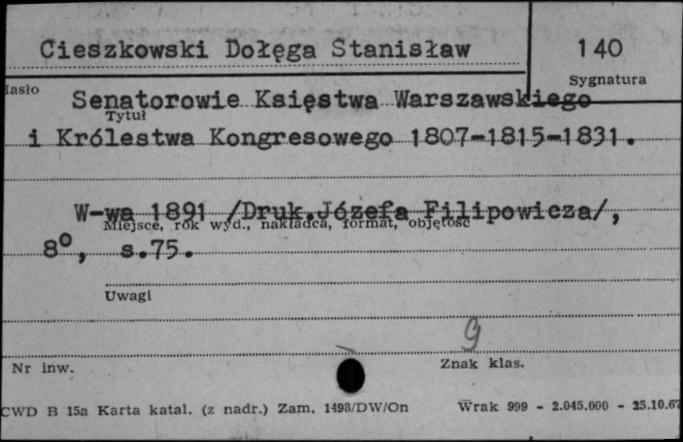 Cieszkowski Dołęga Stanisław
140
Hasło
Sygnatura
Senatorowie Księstwa Warszawskiego
Tytuł
i Królestwa Kongresowego 1807-1815-1831.
W-wa 1891 /Druk.Józefa Filipowicza/,
Miejsce, rok wyd., nakładca, format, objętość
8°, s.75.
Uwagi
9
Nr inw.
Znak klas.
CWD B 15a Karta katal. (z nadr.) Zam. 1498/DW/On
Wrak 999 - 2.045.000 - 25.10.67